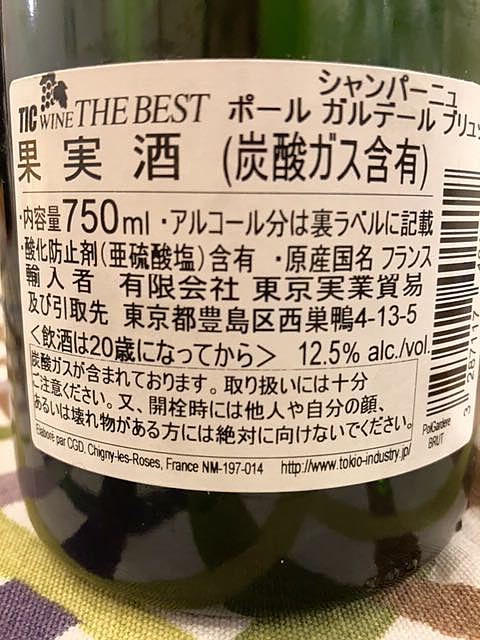 シャンパーニュ
TIC WINE THE BEST ポール ガルデール ブリュッ
果実酒 (炭酸ガス含有)
・内容量750ml ・アルコール分は裏ラベルに記載
・酸化防止剤(亜硫酸塩)含有 ・原産国名 フランス
輸入者 有限会社 東京実業貿易
及び引取先 東京都豊島区西巣鴨4-13-5
<飲酒は20歳になってから> 12.5% alc./vol.
炭酸ガスが含まれております。取り扱いには十分
ご注意ください。又、開栓時には他人や自分の顔、
あるいは壊れ物がある方には絶対に向けないでください。
Elaboré par CGD, Chigny-les-Roses, France NM-197-014 http://www.tokio-industry.jp/
3 287117
PolGardere
BRUT